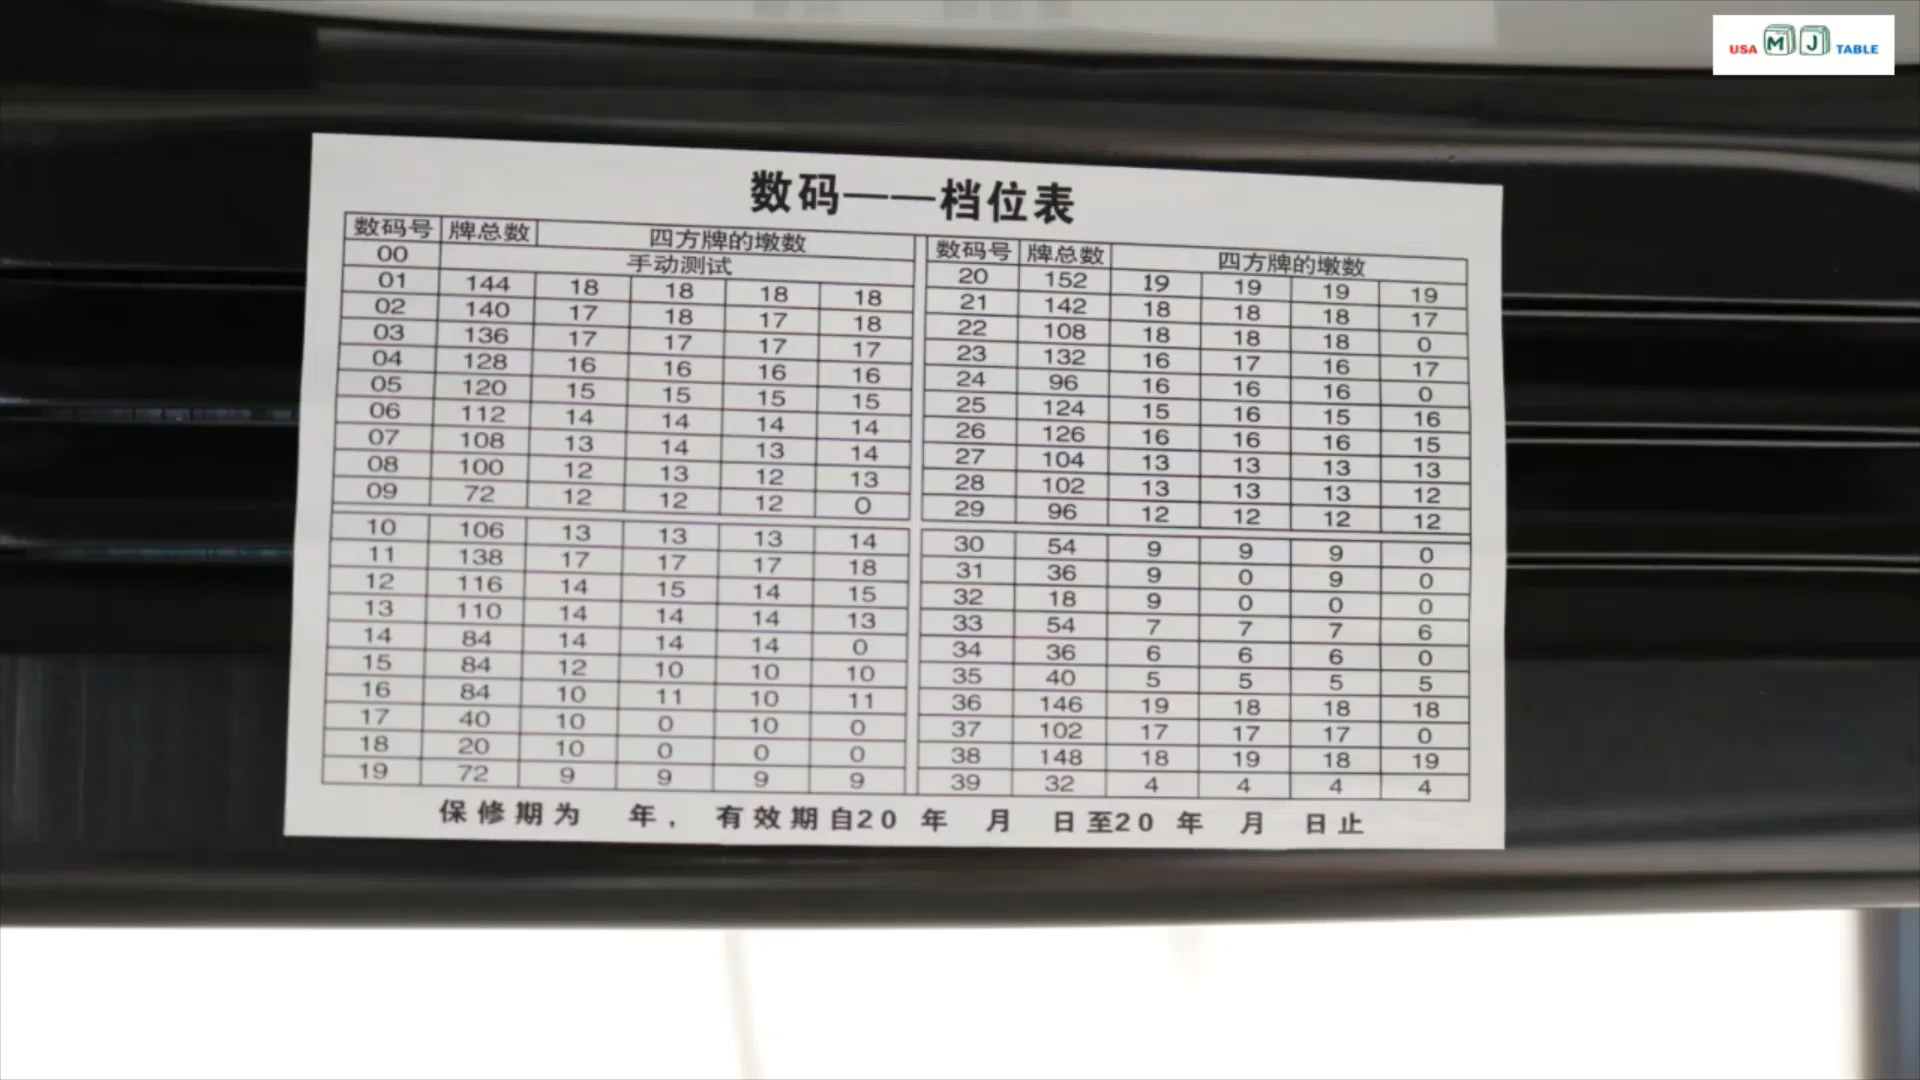 USA MJ TABLE
数码——档位表
数码号 牌总数 四方牌的墩数
00 手动测试
01 144 18 18 18 18
02 140 17 18 17 18
03 136 17 17 17 17
04 128 16 16 16 16
05 120 15 15 15 15
06 112 14 14 14 14
07 108 13 14 13 14
08 100 12 13 12 13
09 72 12 12 12 0
10 106 13 13 13 14
11 138 17 17 17 18
12 116 14 15 14 15
13 110 14 14 14 13
14 84 14 14 14 0
15 84 12 10 10 10
16 84 10 11 10 11
17 40 10 0 10 0
18 20 10 0 0 0
19 72 9 9 9 9
数码号 牌总数 四方牌的墩数
20 152 19 19 19 19
21 142 18 18 18 17
22 108 18 18 18 0
23 132 16 17 16 17
24 96 16 16 16 0
25 124 15 16 15 16
26 126 16 16 16 15
27 104 13 13 13 13
28 102 13 13 13 12
29 96 12 12 12 12
30 54 9 9 9 0
31 36 9 0 9 0
32 18 9 0 0 0
33 54 7 7 7 6
34 36 6 6 6 0
35 40 5 5 5 5
36 146 19 18 18 18
37 102 17 17 17 0
38 148 18 19 18 19
39 32 4 4 4 4
保修期为 年，有效期自20 年 月 日至20 年 月 日止